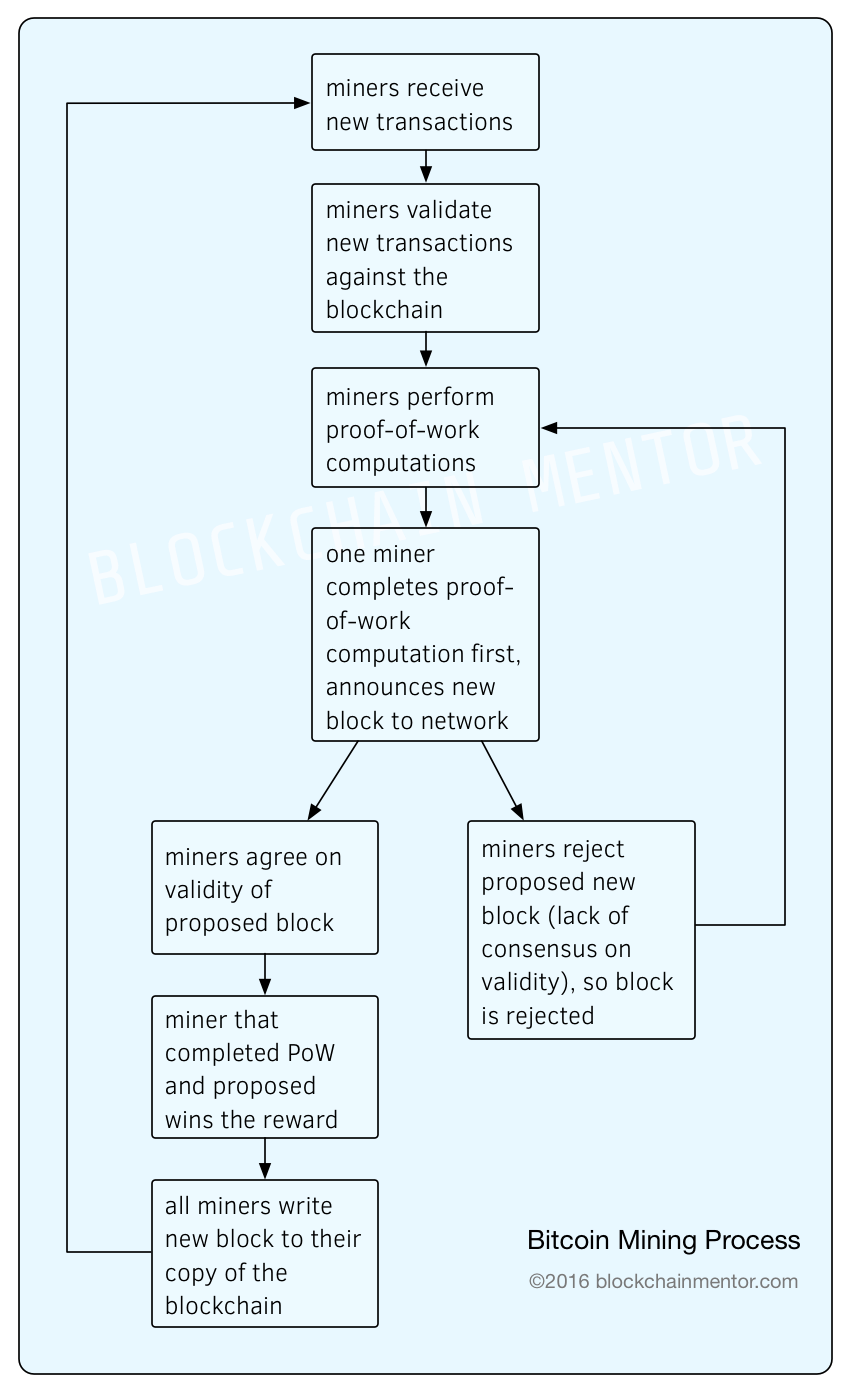 miners receive
new transactions
miners validate
new transactions
against the
blockchain
miners perform
proof-of-work
computations
BLOCKCHAIN MENTOR
one miner
completes proof-
of-work
computation first,
announces new
block to network
miners agree on
validity of
proposed block
miners reject
proposed new
block (lack of
consensus on
validity), so block
is rejected
miner that
completed PoW
and proposed
wins the reward
all miners write
new block to their
copy of the
blockchain
Bitcoin Mining Process
©2016 blockchainmentor.com